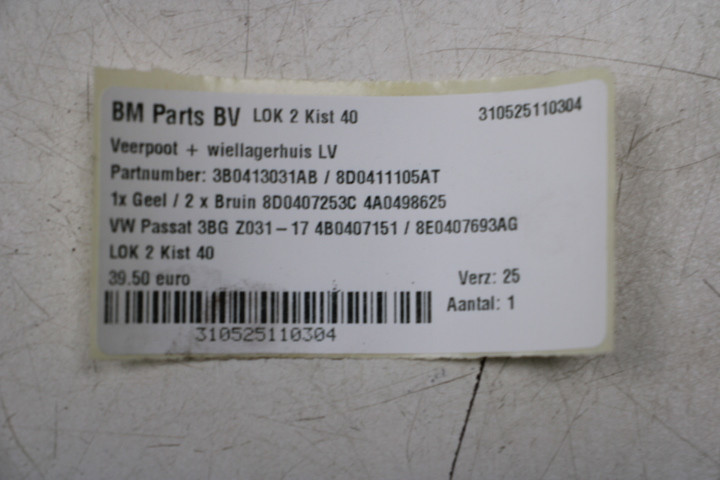 BM Parts BV LOK 2 Kist 40 310525110304
Veerpoot + wiellagerhuis LV
Partnumber: 3B0413031AB / 8D0411105AT
1x Geel / 2 x Bruin 8D0407253C 4A0498625
VW Passat 3BG Z031-17 4B0407151 / 8E0407693AG
LOK 2 Kist 40
39.50 euro Verz: 25
Aantal: 1
310525110304